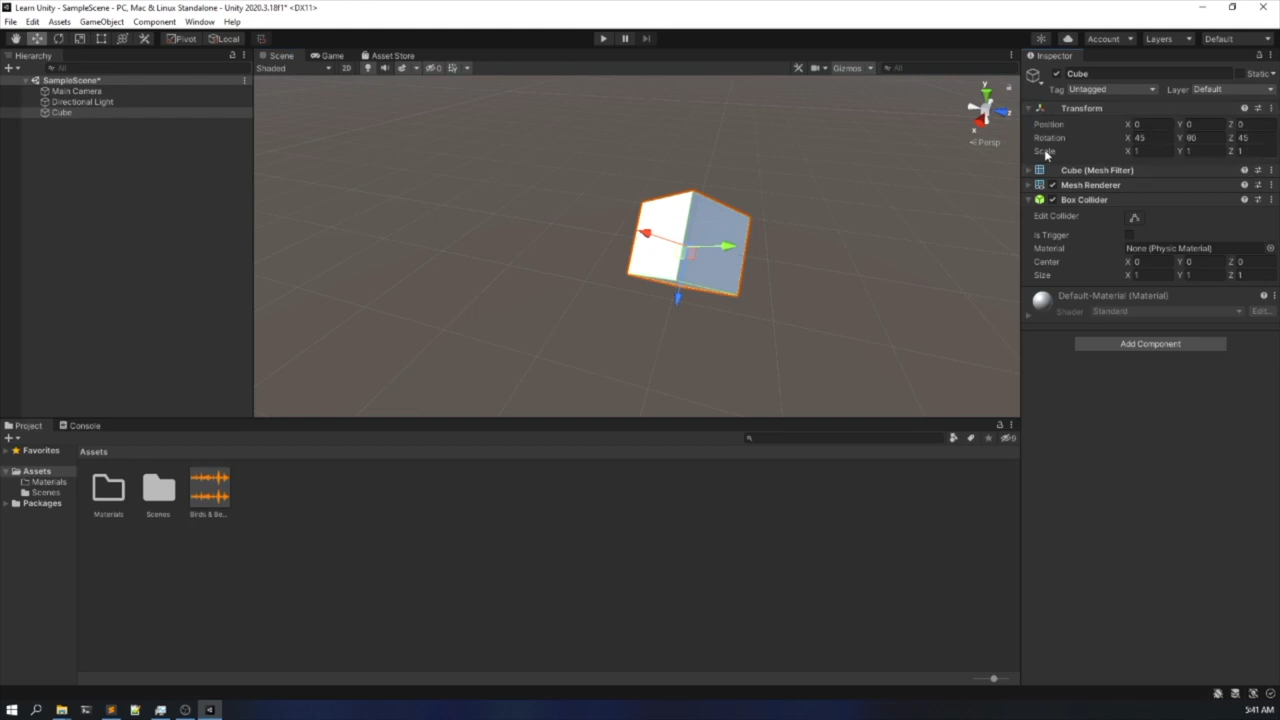 Learn Unity - SampleScene - PC, Mac & Linux Standalone - Unity 2020.3.18f1* <DX11>
File Edit Assets GameObject Component Window Help
Pivot Local Account Layers Default
Hierarchy
All
SampleScene*
Main Camera
Directional Light
Cube
Scene Game Asset Store
Shaded 2D 0 Gizmos All
y
z
x
Persp
Inspector
Cube Static
Tag Untagged Layer Default
Transform
Position X 0 Y 0 Z 0
Rotation X 45 Y 90 Z 45
Scale X 1 Y 1 Z 1
Cube (Mesh Filter)
Mesh Renderer
Box Collider
Edit Collider
Is Trigger
Material None (Physic Material)
Center X 0 Y 0 Z 0
Size X 1 Y 1 Z 1
Default-Material (Material)
Shader Standard Edit...
Add Component
Project Console
Favorites
Assets
Materials
Scenes
Packages
Assets
Materials Scenes Birds & Be...
5:41 AM